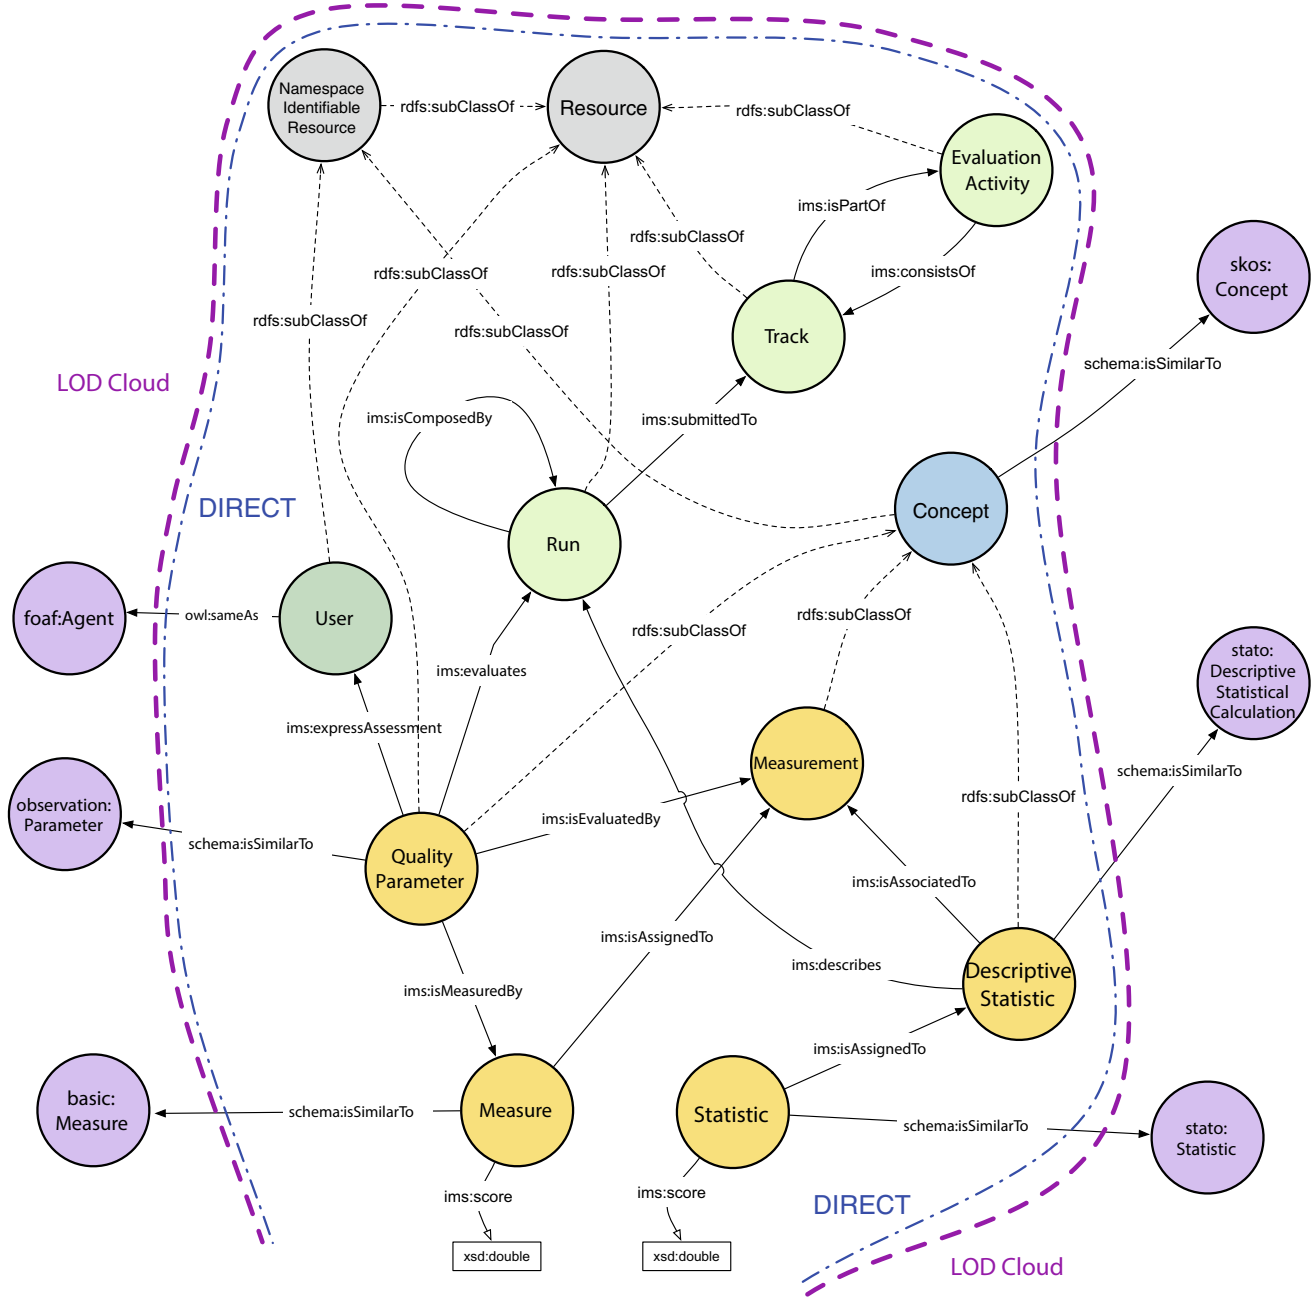 Namespace
Identifiable
Resource
rdfs:subClassOf
Resource
rdfs:subClassOf
Evaluation
Activity
ims:isPartOf
rdfs:subClassOf
ims:consistsOf
skos:
Concept
rdfs:subClassOf
rdfs:subClassOf
rdfs:subClassOf
rdfs:subClassOf
Track
schema:isSimilarTo
LOD Cloud
ims:isComposedBy
ims:submittedTo
DIRECT
Concept
Run
foaf:Agent
owl:sameAs
User
rdfs:subClassOf
rdfs:subClassOf
ims:evaluates
stato:
Descriptive
Statistical
Calculation
ims:expressAssessment
Measurement
schema:isSimilarTo
observation:
Parameter
rdfs:subClassOf
ims:isEvaluatedBy
schema:isSimilarTo
Quality
Parameter
ims:isAssociatedTo
ims:isAssignedTo
ims:describes
Descriptive
Statistic
ims:isMeasuredBy
ims:isAssignedTo
basic:
Measure
schema:isSimilarTo
Measure
Statistic
schema:isSimilarTo
stato:
Statistic
ims:score
ims:score
DIRECT
xsd:double
xsd:double
LOD Cloud